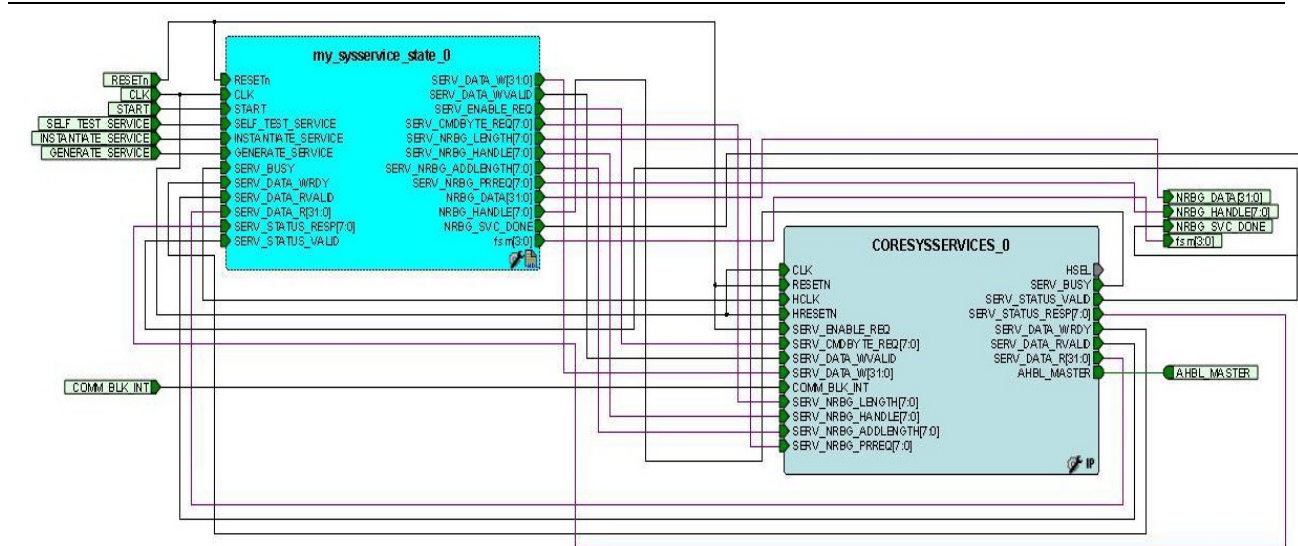 my_sysservice_state_0
RESETn
CLK
START
SELF_TEST_SERVICE
INSTANTIATE_SERVICE
GENERATE_SERVICE
RESETn
CLK
START
SELF_TEST_SERVICE
INSTANTIATE_SERVICE
GENERATE_SERVICE
SERV_BUSY
SERV_DATA_WRDY
SERV_DATA_RVALID
SERV_DATA_R[31:0]
SERV_STATUS_RESP[7:0]
SERV_STATUS_VALID
SERV_DATA_W[31:0]
SERV_DATA_WVALID
SERV_ENABLE_REQ
SERV_CMDBYTE_REQ[7:0]
SERV_NRBG_LENGTH[7:0]
SERV_NRBG_HANDLE[7:0]
SERV_NRBG_ADDLENGTH[7:0]
SERV_NRBG_PRREQ[7:0]
NRBG_DATA[31:0]
NRBG_HANDLE[7:0]
NRBG_SVC_DONE
fsm[3:0]
NRBG_DATA[31:0]
NRBG_HANDLE[7:0]
NRBG_SVC_DONE
fsm[3:0]
CORESYSSERVICES_0
CLK
RESETN
HCLK
HRESETN
SERV_ENABLE_REQ
SERV_CMDBYTE_REQ[7:0]
SERV_DATA_WVALID
SERV_DATA_W[31:0]
COMM_BLK_INT
SERV_NRBG_LENGTH[7:0]
SERV_NRBG_HANDLE[7:0]
SERV_NRBG_ADDLENGTH[7:0]
SERV_NRBG_PRREQ[7:0]
HSEL
SERV_BUSY
SERV_STATUS_VALID
SERV_STATUS_RESP[7:0]
SERV_DATA_WRDY
SERV_DATA_RVALID
SERV_DATA_R[31:0]
AHBL_MASTER
COMM_BLK_INT
AHBL_MASTER
IP